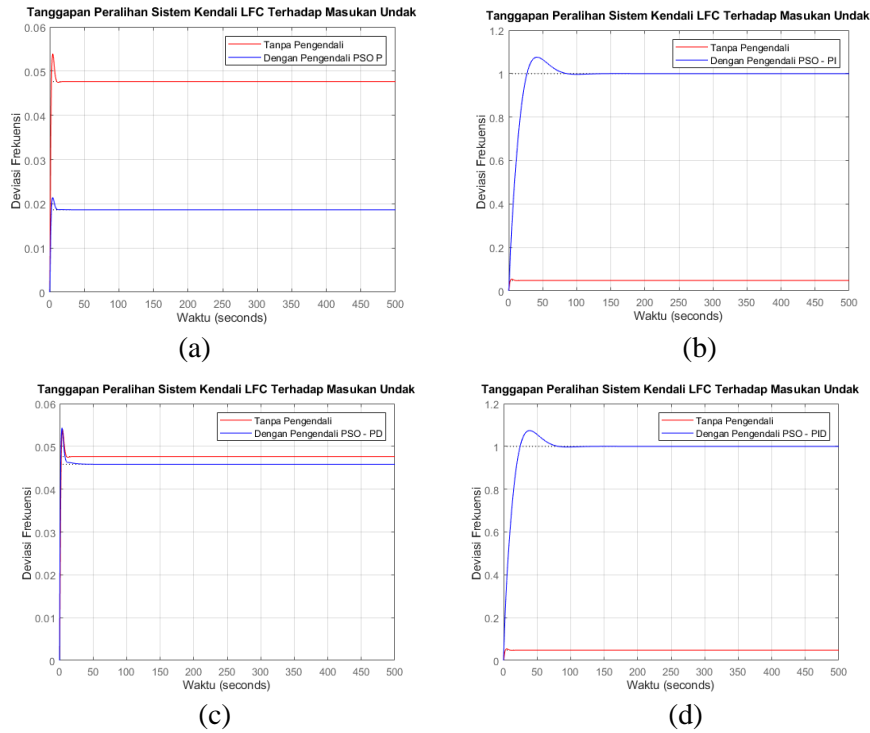 Tanggapan Peralihan Sistem Kendali LFC Terhadap Masukan Undak
0.06
0.05
0.04
0.03
0.02
0.01
0
Deviasi Frekuensi
Tanpa Pengendali
Dengan Pengendali PSO P
0 50 100 150 200 250 300 350 400 450 500
Waktu (seconds)
(a)
Tanggapan Peralihan Sistem Kendali LFC Terhadap Masukan Undak
1.2
1
0.8
0.6
0.4
0.2
0
Deviasi Frekuensi
Tanpa Pengendali
Dengan Pengendali PSO - PI
0 50 100 150 200 250 300 350 400 450 500
Waktu (seconds)
(b)
Tanggapan Peralihan Sistem Kendali LFC Terhadap Masukan Undak
0.06
0.05
0.04
0.03
0.02
0.01
0
Deviasi Frekuensi
Tanpa Pengendali
Dengan Pengendali PSO - PD
0 50 100 150 200 250 300 350 400 450 500
Waktu (seconds)
(c)
Tanggapan Peralihan Sistem Kendali LFC Terhadap Masukan Undak
1.2
1
0.8
0.6
0.4
0.2
0
Deviasi Frekuensi
Tanpa Pengendali
Dengan Pengendali PSO - PID
0 50 100 150 200 250 300 350 400 450 500
Waktu (seconds)
(d)